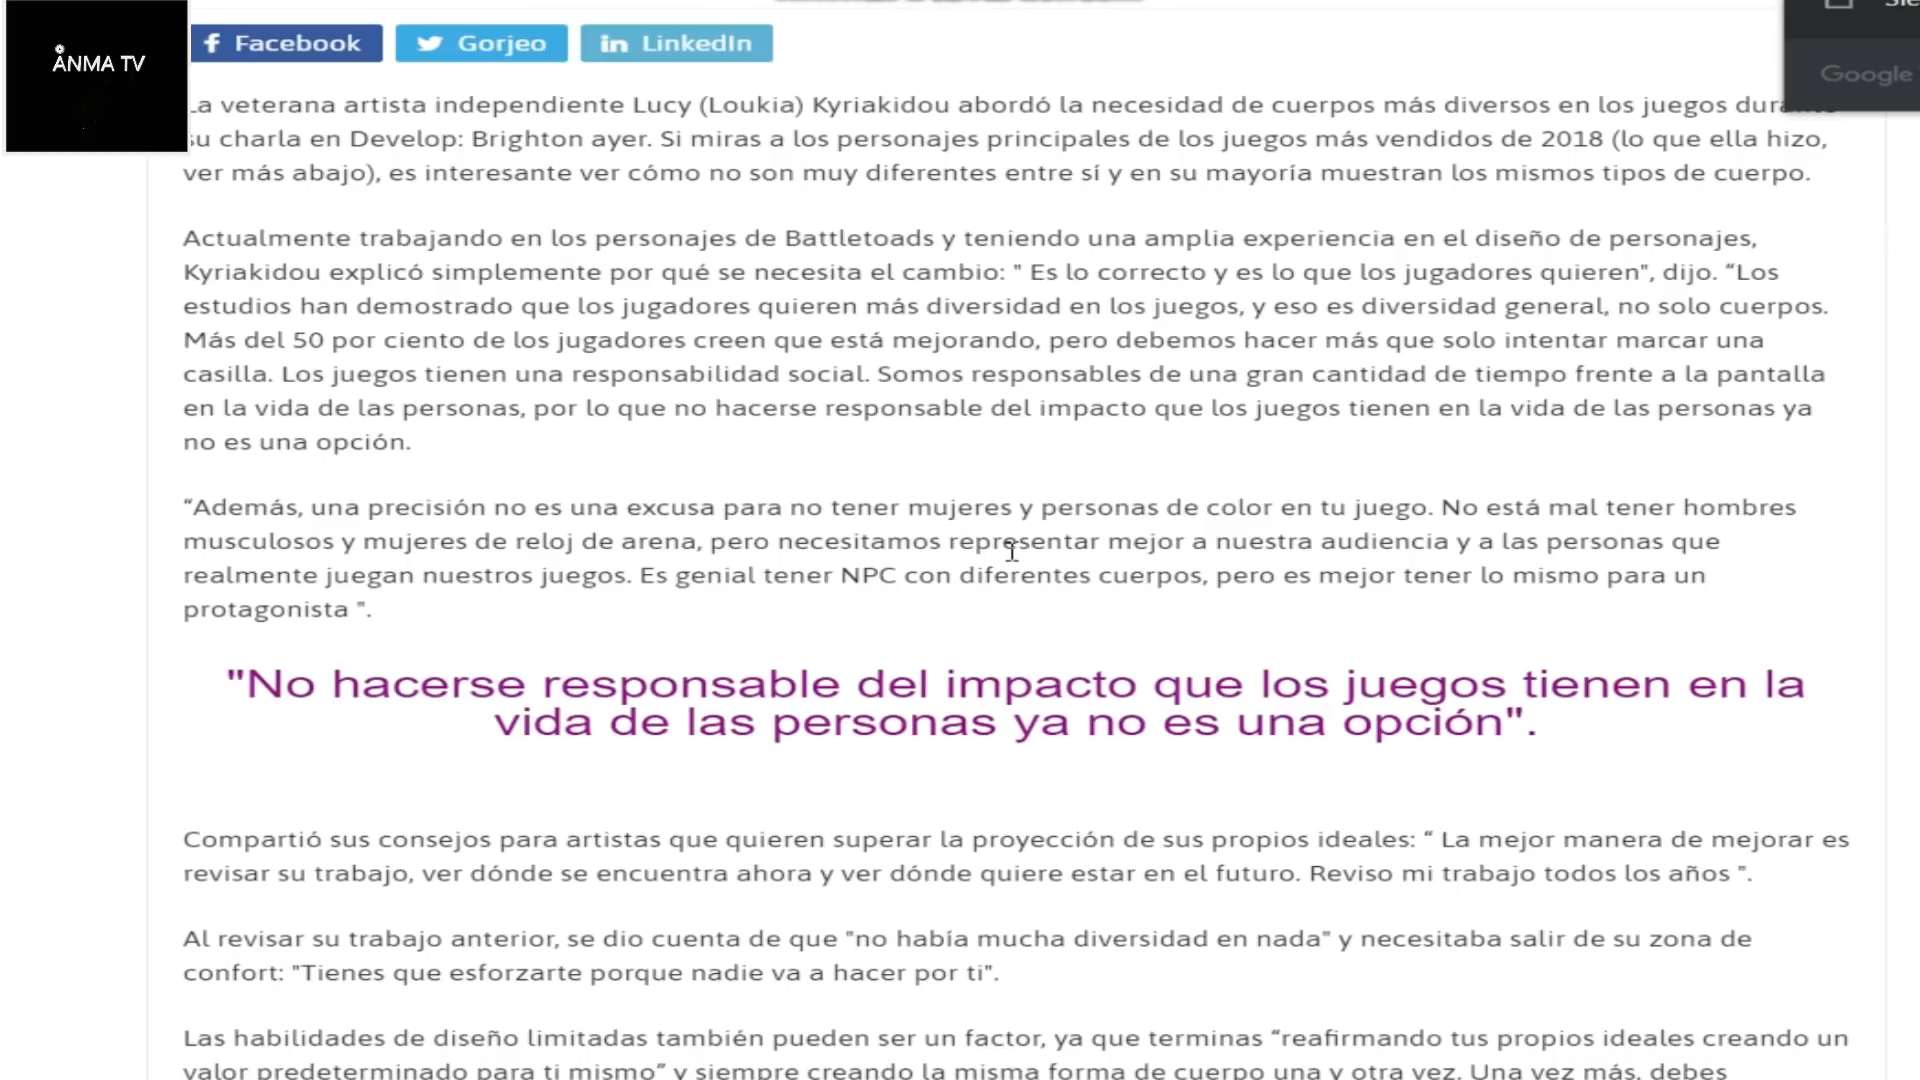 ÅNMA TV
Facebook
Gorjeo
LinkedIn
Google
La veterana artista independiente Lucy (Loukia) Kyriakidou abordó la necesidad de cuerpos más diversos en los juegos durante
su charla en Develop: Brighton ayer. Si miras a los personajes principales de los juegos más vendidos de 2018 (lo que ella hizo,
ver más abajo), es interesante ver cómo no son muy diferentes entre sí y en su mayoría muestran los mismos tipos de cuerpo.
Actualmente trabajando en los personajes de Battletoads y teniendo una amplia experiencia en el diseño de personajes,
Kyriakidou explicó simplemente por qué se necesita el cambio: " Es lo correcto y es lo que los jugadores quieren", dijo. “Los
estudios han demostrado que los jugadores quieren más diversidad en los juegos, y eso es diversidad general, no solo cuerpos.
Más del 50 por ciento de los jugadores creen que está mejorando, pero debemos hacer más que solo intentar marcar una
casilla. Los juegos tienen una responsabilidad social. Somos responsables de una gran cantidad de tiempo frente a la pantalla
en la vida de las personas, por lo que no hacerse responsable del impacto que los juegos tienen en la vida de las personas ya
no es una opción.
“Además, una precisión no es una excusa para no tener mujeres y personas de color en tu juego. No está mal tener hombres
musculosos y mujeres de reloj de arena, pero necesitamos representar mejor a nuestra audiencia y a las personas que
realmente juegan nuestros juegos. Es genial tener NPC con diferentes cuerpos, pero es mejor tener lo mismo para un
protagonista ".
"No hacerse responsable del impacto que los juegos tienen en la
vida de las personas ya no es una opción".
Compartió sus consejos para artistas que quieren superar la proyección de sus propios ideales: “ La mejor manera de mejorar es
revisar su trabajo, ver dónde se encuentra ahora y ver dónde quiere estar en el futuro. Reviso mi trabajo todos los años ".
Al revisar su trabajo anterior, se dio cuenta de que "no había mucha diversidad en nada" y necesitaba salir de su zona de
confort: "Tienes que esforzarte porque nadie va a hacer por ti".
Las habilidades de diseño limitadas también pueden ser un factor, ya que terminas “reafirmando tus propios ideales creando un
valor predeterminado para ti mismo” y siempre creando la misma forma de cuerpo una y otra vez. Una vez más, debes